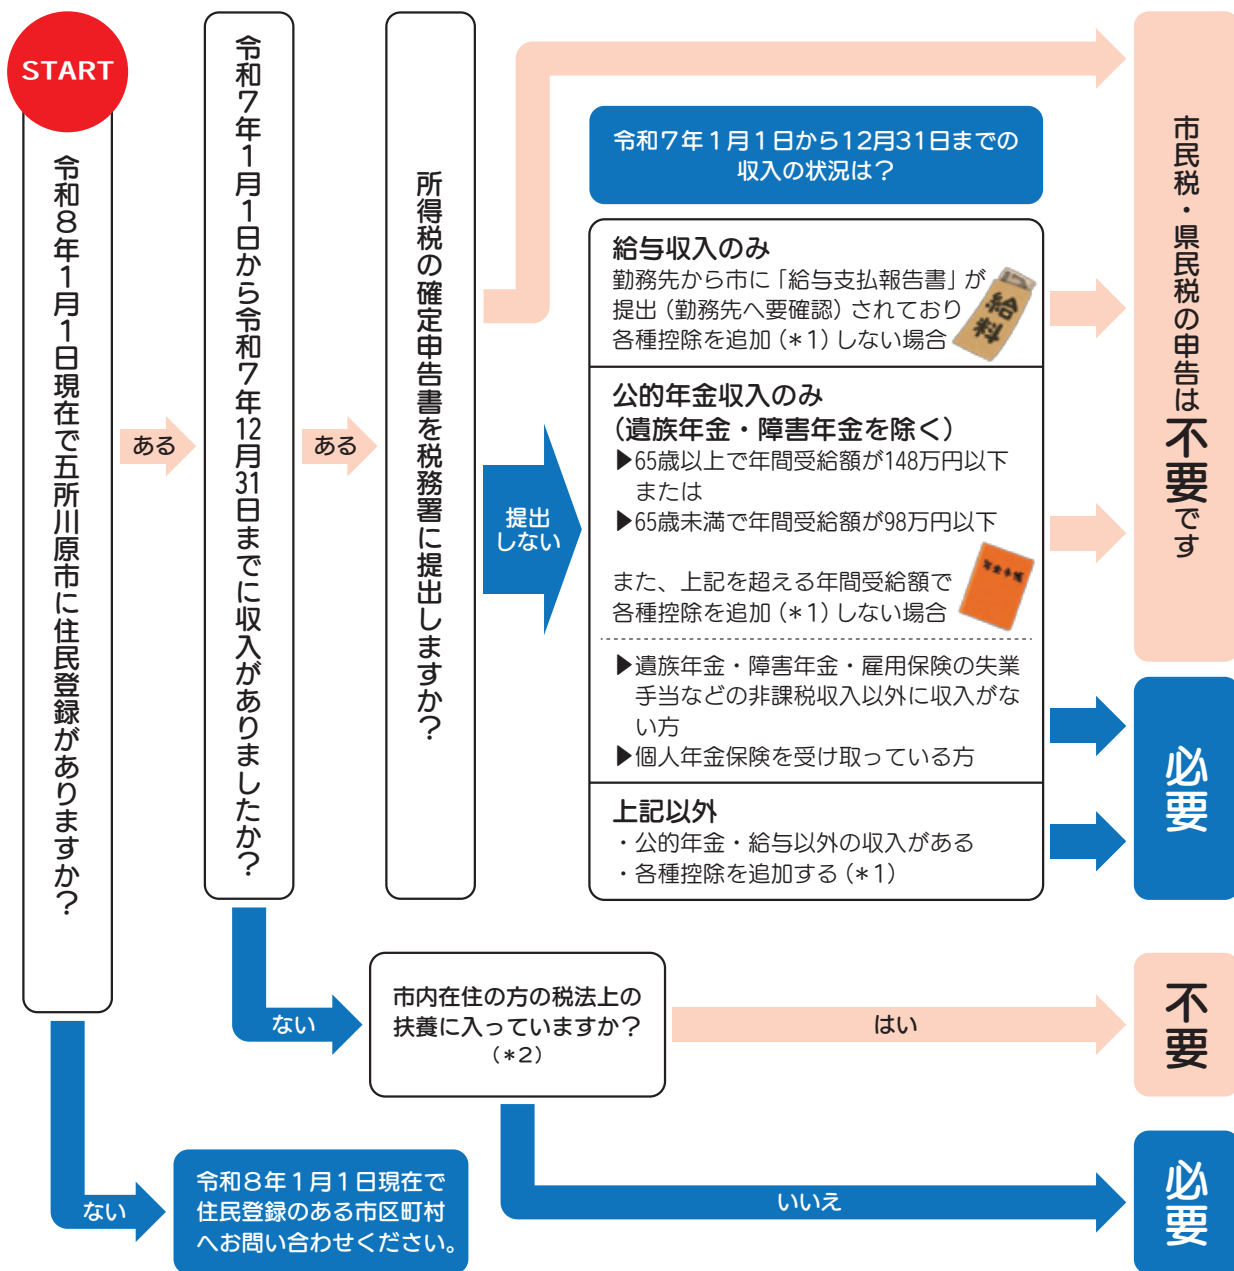 START
令和８年１月１日現在で五所川原市に住民登録がありますか？
ある
令和７年１月１日から令和７年12月31日までに収入がありましたか？
ある
所得税の確定申告書を税務署に提出しますか？
提出
しない
令和７年１月１日から12月31日までの
収入の状況は？
給与収入のみ
勤務先から市に「給与支払報告書」が
提出（勤務先へ要確認）されており
各種控除を追加（＊1）しない場合
給料
公的年金収入のみ
（遺族年金・障害年金を除く）
▶65歳以上で年間受給額が148万円以下
または
▶65歳未満で年間受給額が98万円以下
また、上記を超える年間受給額で
各種控除を追加（＊1）しない場合
年金手帳
▶遺族年金・障害年金・雇用保険の失業
手当などの非課税収入以外に収入がな
い方
▶個人年金保険を受け取っている方
上記以外
・公的年金・給与以外の収入がある
・各種控除を追加する（＊1）
市民税・県民税の申告は不要です
必要
ない
市内在住の方の税法上の
扶養に入っていますか？
（＊2）
はい
不要
いいえ
必要
ない
令和８年１月１日現在で
住民登録のある市区町村
へお問い合わせください。